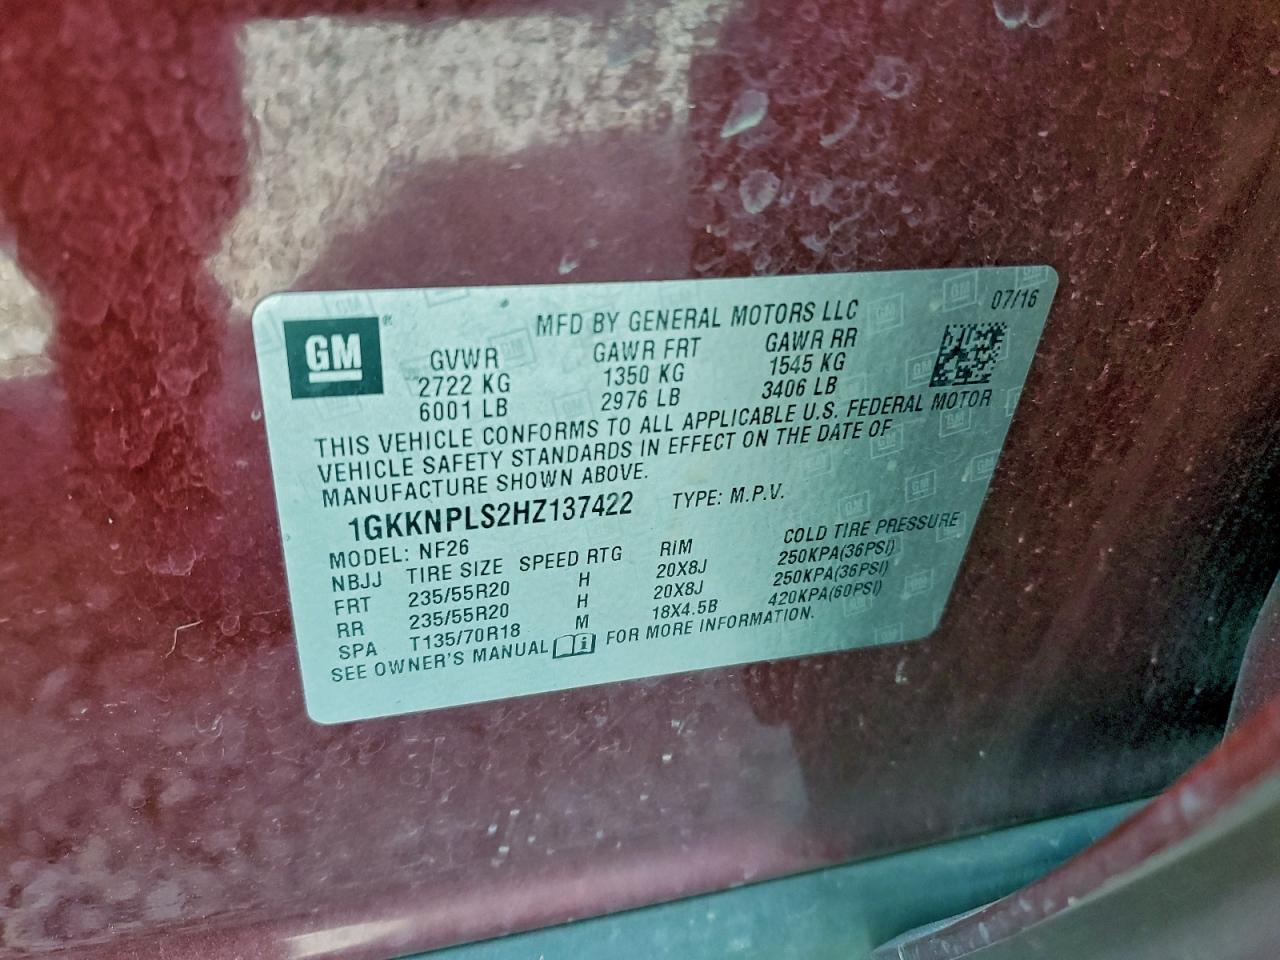 GM
MFD BY GENERAL MOTORS LLC 07/16
GVWR GAWR FRT GAWR RR
2722 KG 1350 KG 1545 KG
6001 LB 2976 LB 3406 LB
THIS VEHICLE CONFORMS TO ALL APPLICABLE U.S. FEDERAL MOTOR
VEHICLE SAFETY STANDARDS IN EFFECT ON THE DATE OF
MANUFACTURE SHOWN ABOVE.
1GKKNPLS2HZ137422 TYPE: M.P.V.
MODEL: NF26
NBJJ TIRE SIZE SPEED RTG RIM COLD TIRE PRESSURE
FRT 235/55R20 H 20X8J 250KPA(36PSI)
RR 235/55R20 H 20X8J 250KPA(36PSI)
SPA T135/70R18 M 18X4.5B 420KPA(60PSI)
SEE OWNER'S MANUAL FOR MORE INFORMATION.